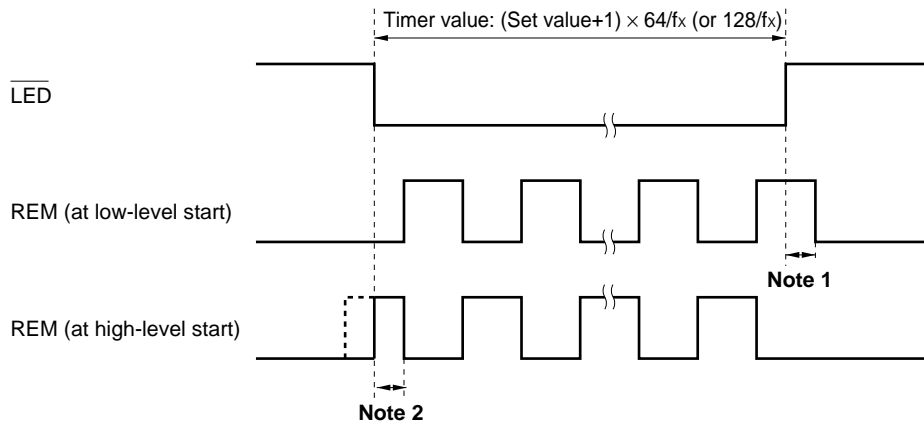 Timer value: (Set value+1) × 64/fx (or 128/fx)
LED
REM (at low-level start)
Note 1
REM (at high-level start)
Note 2